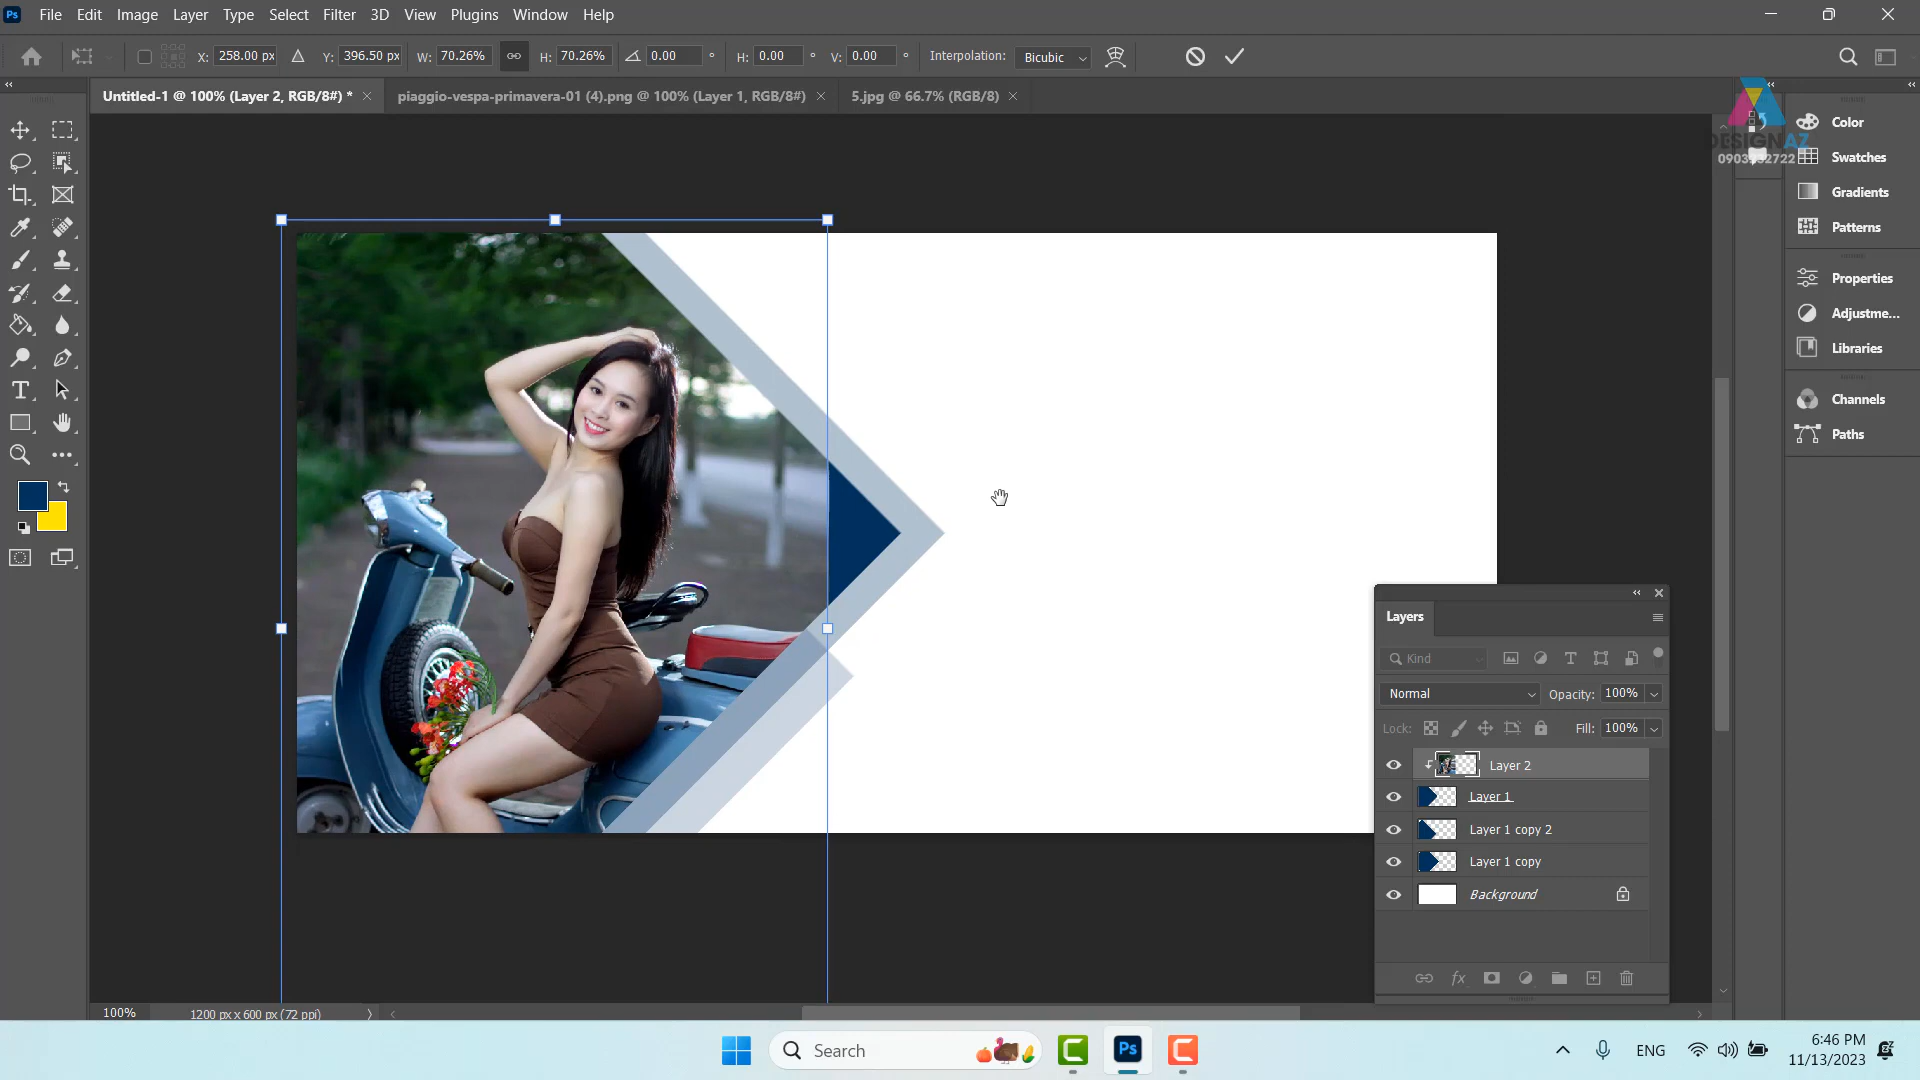 Ps File Edit Image Layer Type Select Filter 3D View Plugins Window Help
X: 258.00 px Y: 396.50 px W: 70.26% H: 70.26% 0.00 ° H: 0.00 ° V: 0.00 ° Interpolation: Bicubic
Untitled-1 @ 100% (Layer 2, RGB/8#) * piaggio-vespa-primavera-01 (4).png @ 100% (Layer 1, RGB/8#) 5.jpg @ 66.7% (RGB/8)
DESIGN AZ
Color
Swatches
Gradients
Patterns
Properties
Adjustme...
Libraries
Channels
Paths
Layers
Kind
Normal Opacity: 100%
Lock: Fill: 100%
Layer 2
Layer 1
Layer 1 copy 2
Layer 1 copy
Background
fx
100% 1200 px x 600 px (72 ppi)
Search Ps ENG 6:46 PM
11/13/2023